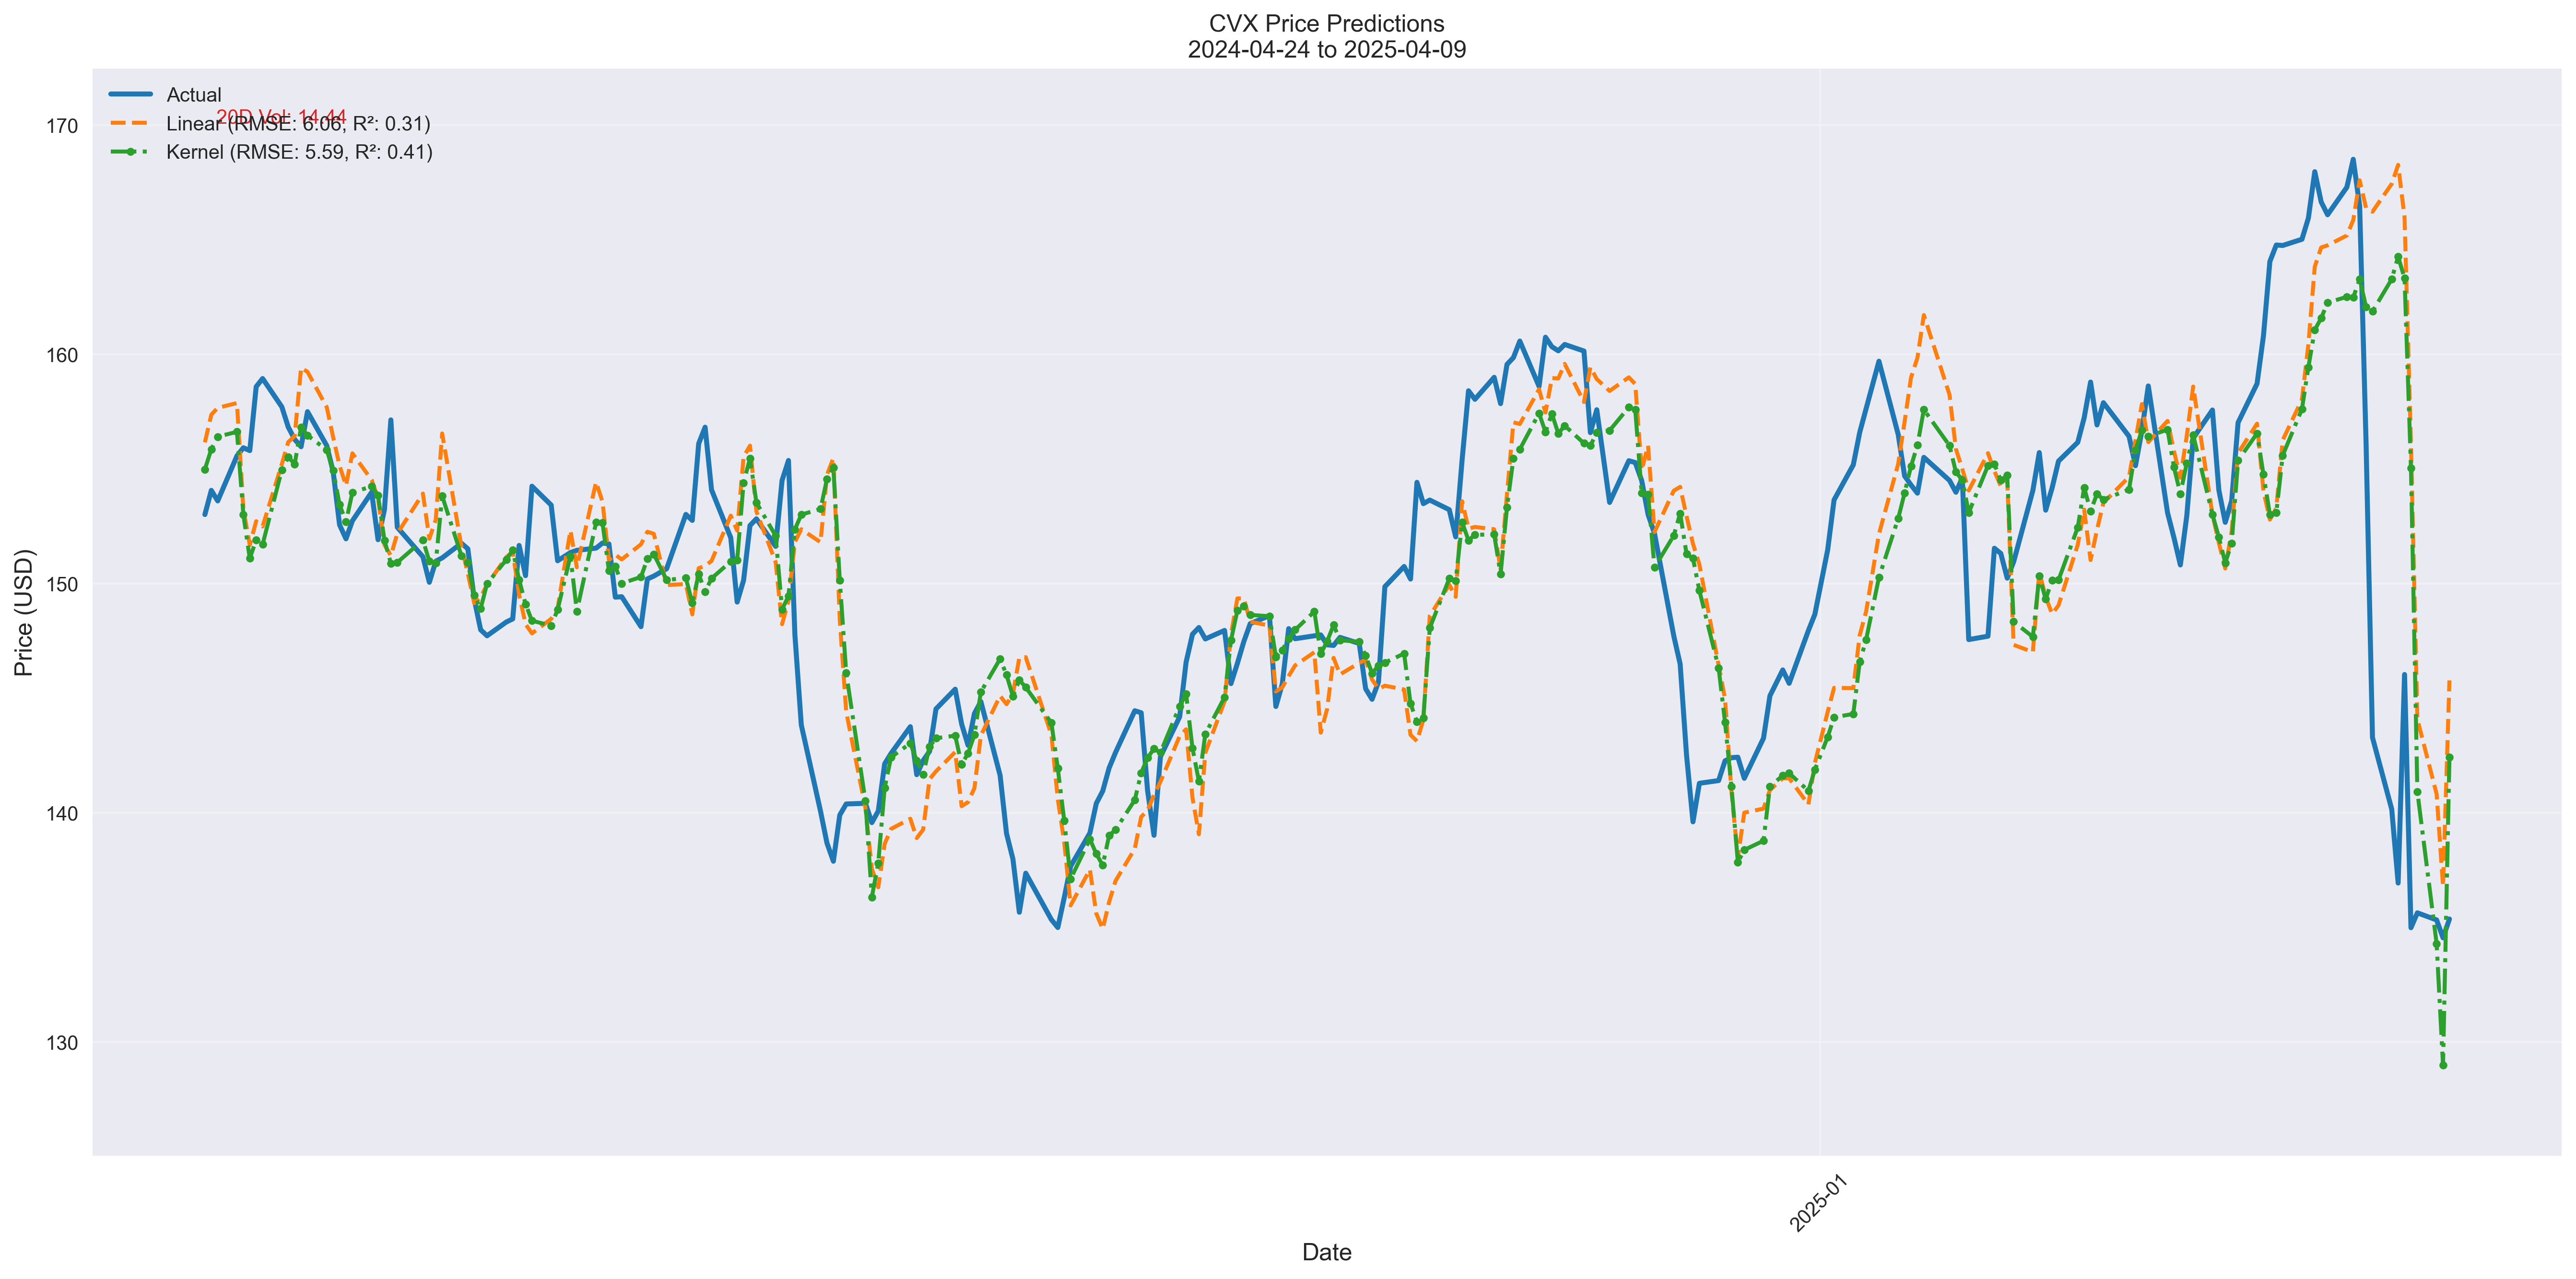 CVX Price Predictions
2024-04-24 to 2025-04-09
Actual
20D Vol: 14.44
Linear (RMSE: 6.06, R²: 0.31)
Kernel (RMSE: 5.59, R²: 0.41)
170
160
150
140
130
Price (USD)
2025-01
Date